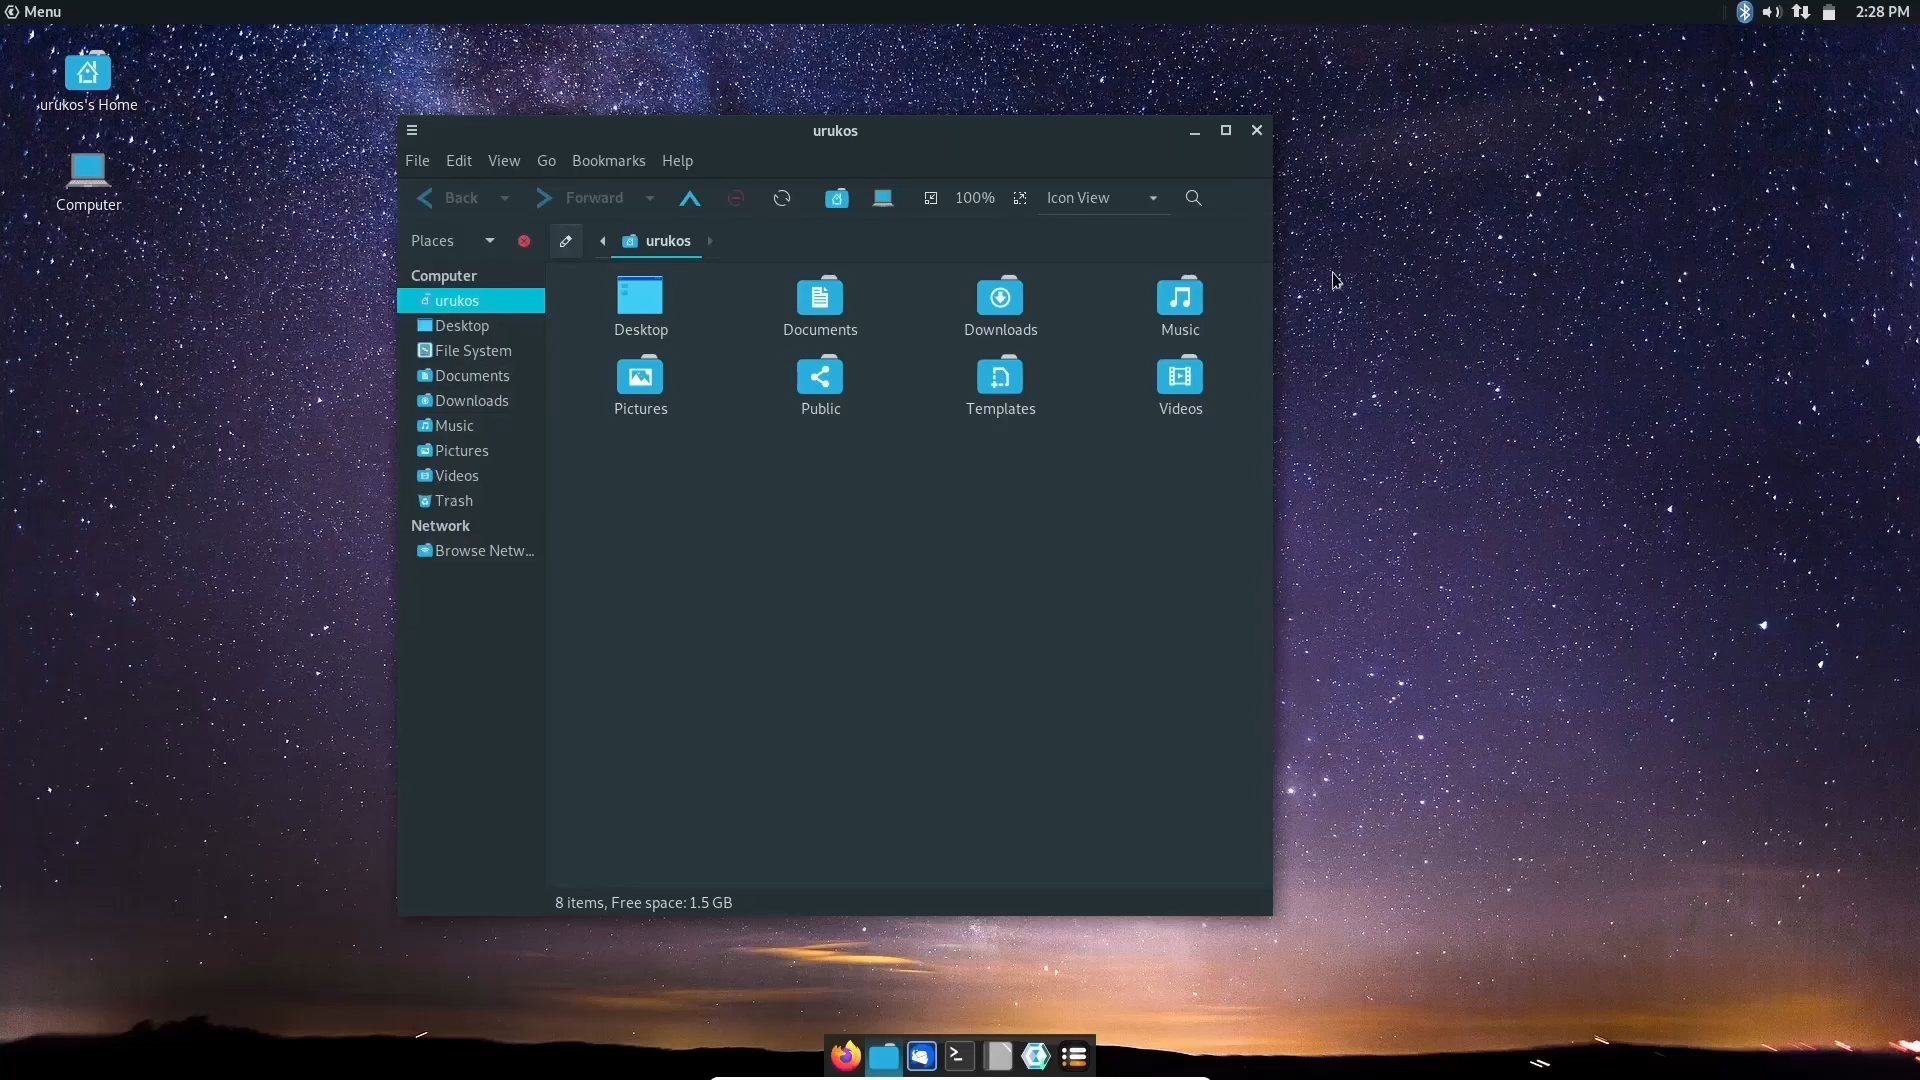 Menu
2:28 PM
urukos's Home
Computer
urukos
File Edit View Go Bookmarks Help
Back Forward 100% Icon View
Places urukos
Computer
urukos
Desktop
File System
Documents
Downloads
Music
Pictures
Videos
Trash
Network
Browse Netw...
Desktop Documents Downloads Music
Pictures Public Templates Videos
8 items, Free space: 1.5 GB